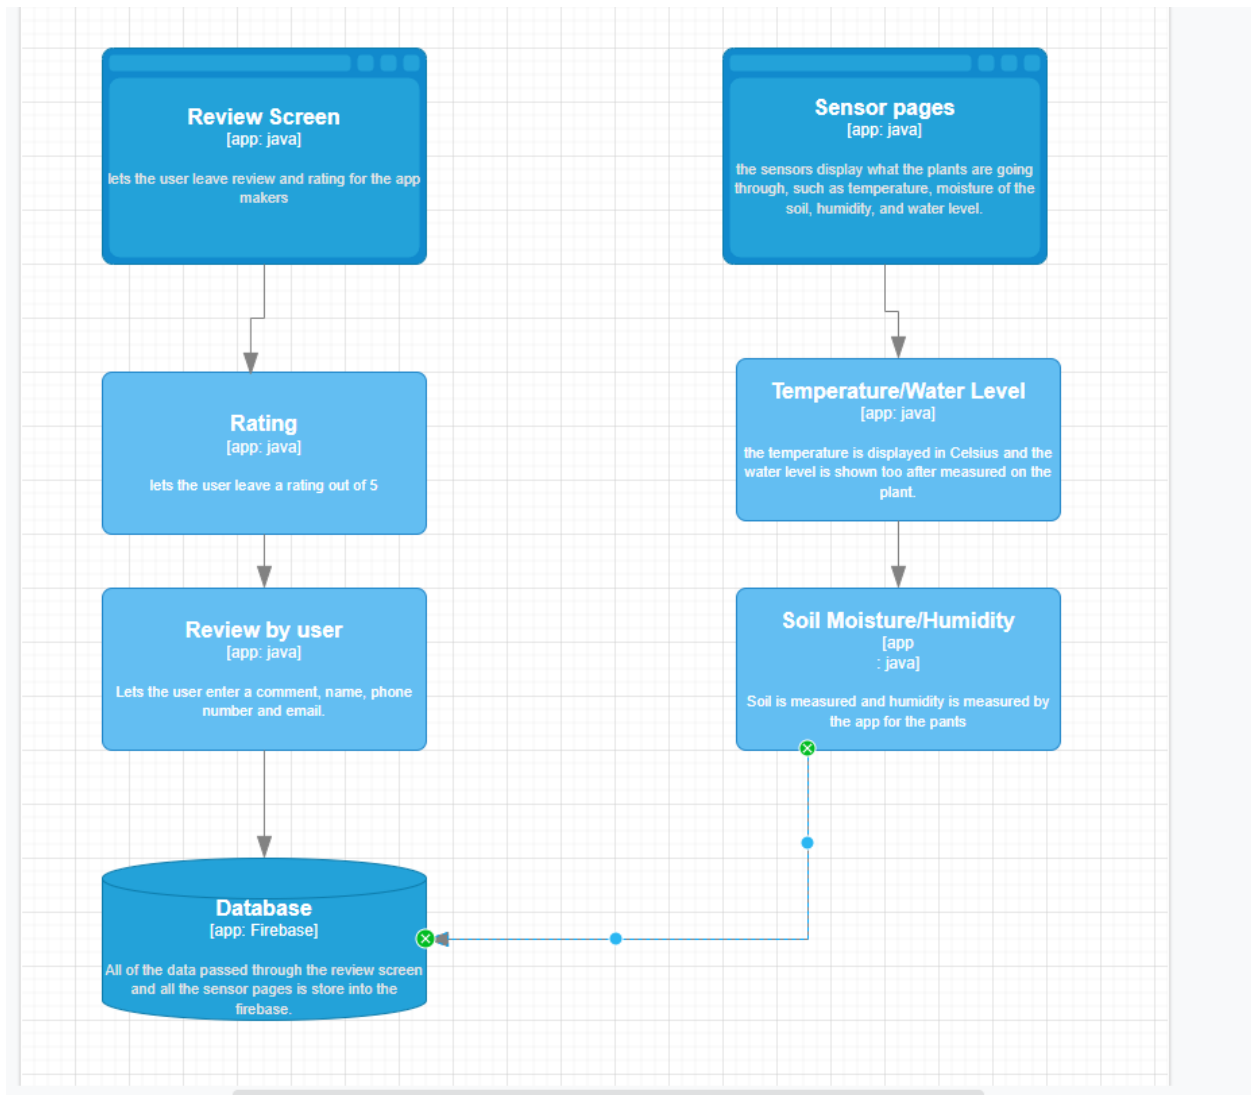 Review Screen
[app: java]
lets the user leave review and rating for the app
makers
Sensor pages
[app: java]
the sensors display what the plants are going
through, such as temperature, moisture of the
soil, humidity, and water level.
Rating
[app: java]
lets the user leave a rating out of 5
Temperature/Water Level
[app: java]
the temperature is displayed in Celsius and the
water level is shown too after measured on the
plant.
Review by user
[app: java]
Lets the user enter a comment, name, phone
number and email.
Soil Moisture/Humidity
[app
: java]
Soil is measured and humidity is measured by
the app for the pants
Database
[app: Firebase]
All of the data passed through the review screen
and all the sensor pages is store into the
firebase.